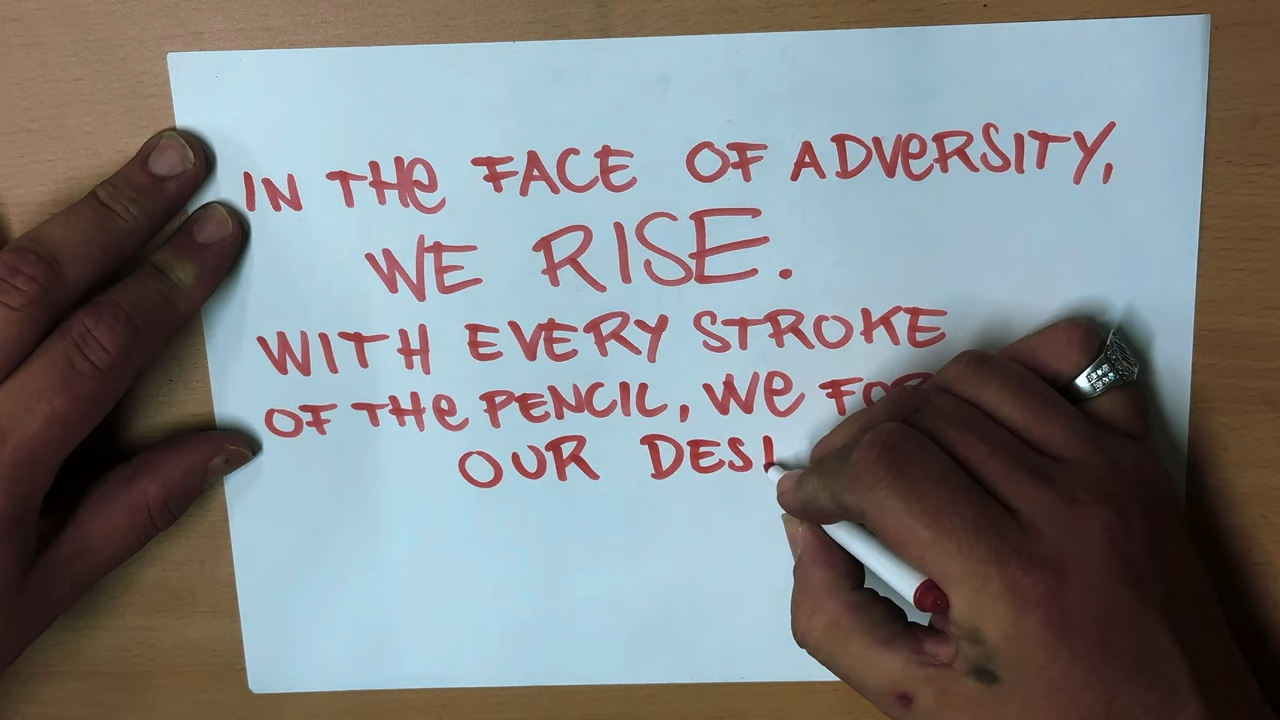 IN THE FACE OF ADVERSITY,
WE RISE.
WITH EVERY STROKE
OF THE PENCIL, WE
OUR